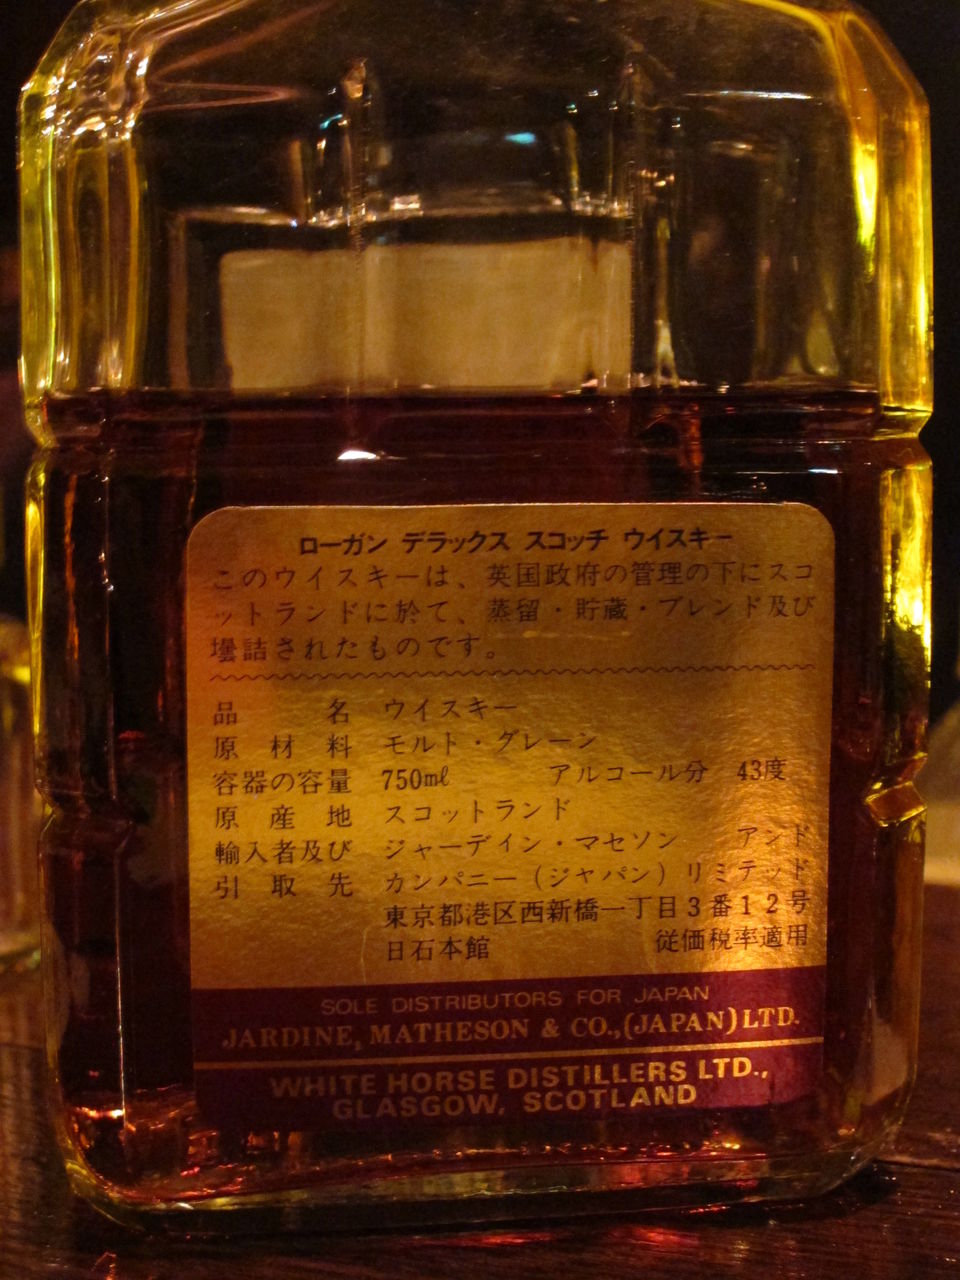 ローガン デラックス スコッチ ウイスキー
このウイスキーは、英国政府の管理の下にスコ
ットランドに於て、蒸留・貯蔵・ブレンド及び
壜詰されたものです。
品名 ウイスキー
原材料 モルト・グレーン
容器の容量 750ml アルコール分 43度
原産地 スコットランド
輸入者及び ジャーデイン・マセソン アンド
引取先 カンパニー(ジャパン)リミテッド
東京都港区西新橋一丁目3番12号
日石本館 従価税率適用
SOLE DISTRIBUTORS FOR JAPAN
JARDINE, MATHESON & CO.,(JAPAN)LTD.
WHITE HORSE DISTILLERS LTD.,
GLASGOW, SCOTLAND